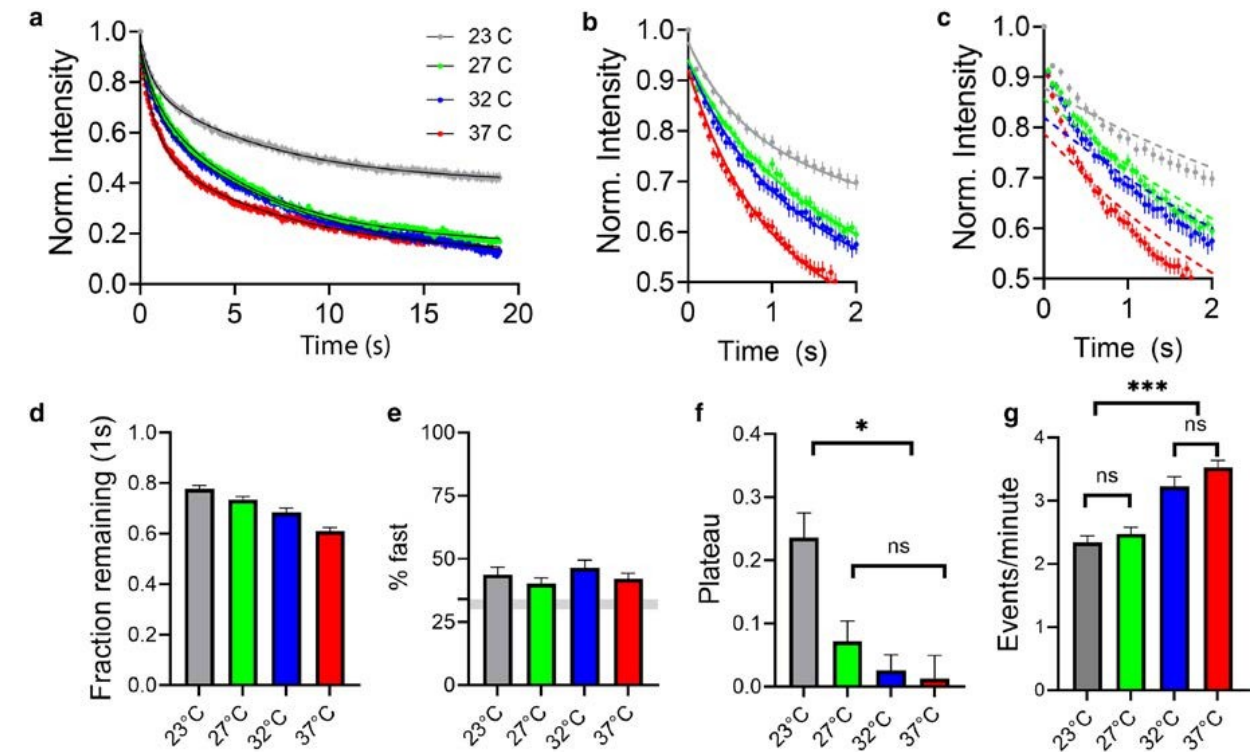 a
Norm. Intensity
1.0
0.8
0.6
0.4
0.2
0.0
0
5
10
15
20
Time (s)
23 C
27 C
32 C
37 C
b
Norm. Intensity
1.0
0.9
0.8
0.7
0.6
0.5
0
1
2
Time (s)
c
Norm. Intensity
1.0
0.9
0.8
0.7
0.6
0.5
0
1
2
Time (s)
d
Fraction remaining (1s)
1.0
0.8
0.6
0.4
0.2
0.0
23°C
27°C
32°C
37°C
e
% fast
100
75
50
25
0
23°C
27°C
32°C
37°C
f
Plateau
0.4
0.3
0.2
0.1
0.0
*
ns
23°C
27°C
32°C
37°C
g
Events/minute
4
3
2
1
0
***
ns
ns
23°C
27°C
32°C
37°C